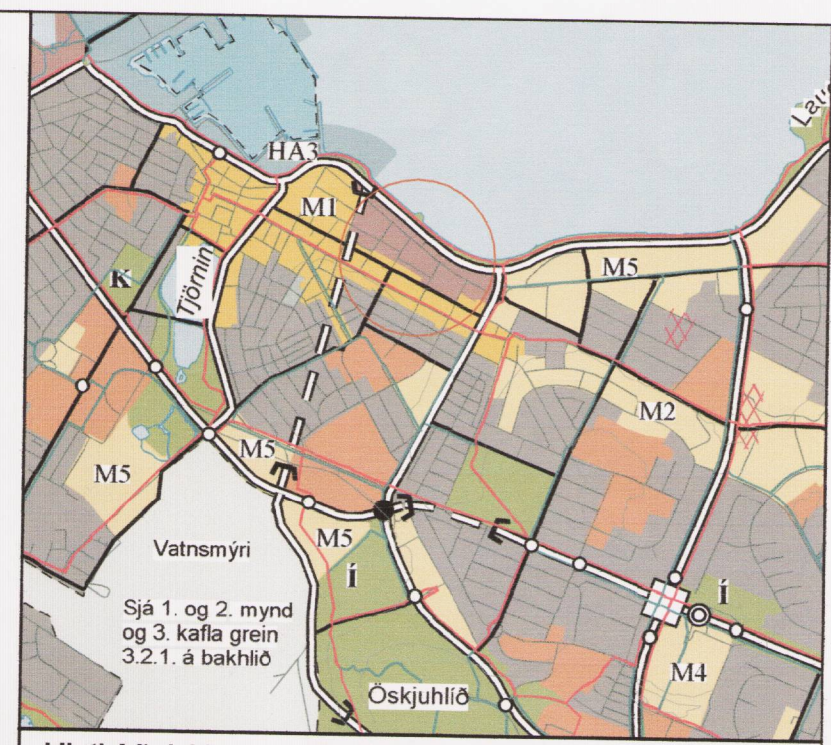 HA3
M1
M5
K
Tjörnin
M2
M5
M5
M5
Vatnsmýri
Í
Sjá 1. og 2. mynd
og 3. kafla grein
3.2.1. á bakhlið
Í
M4
Öskjuhlíð